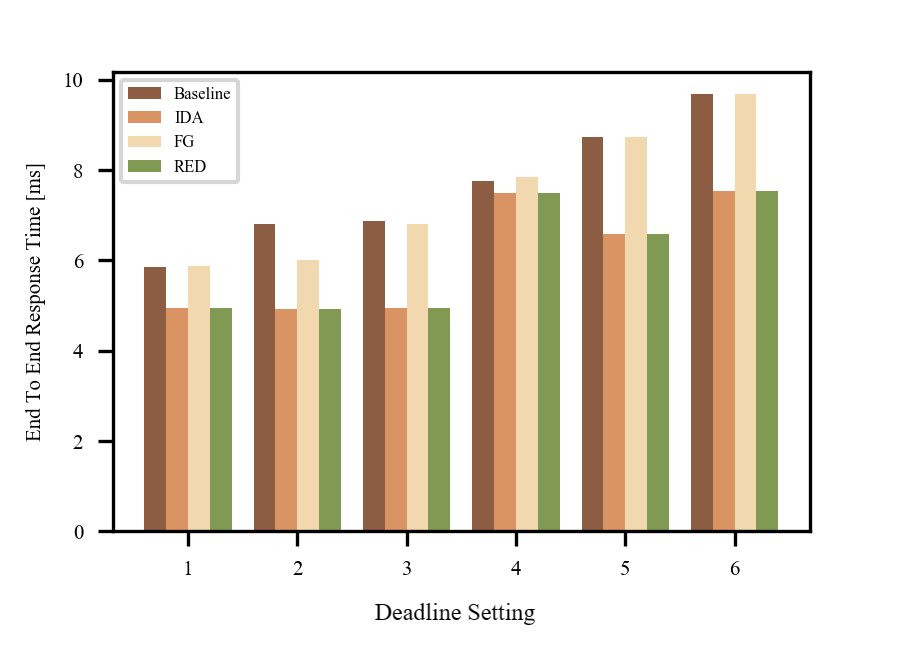 10
8
6
4
2
0
End To End Response Time [ms]
Baseline
IDA
FG
RED
1 2 3 4 5 6
Deadline Setting